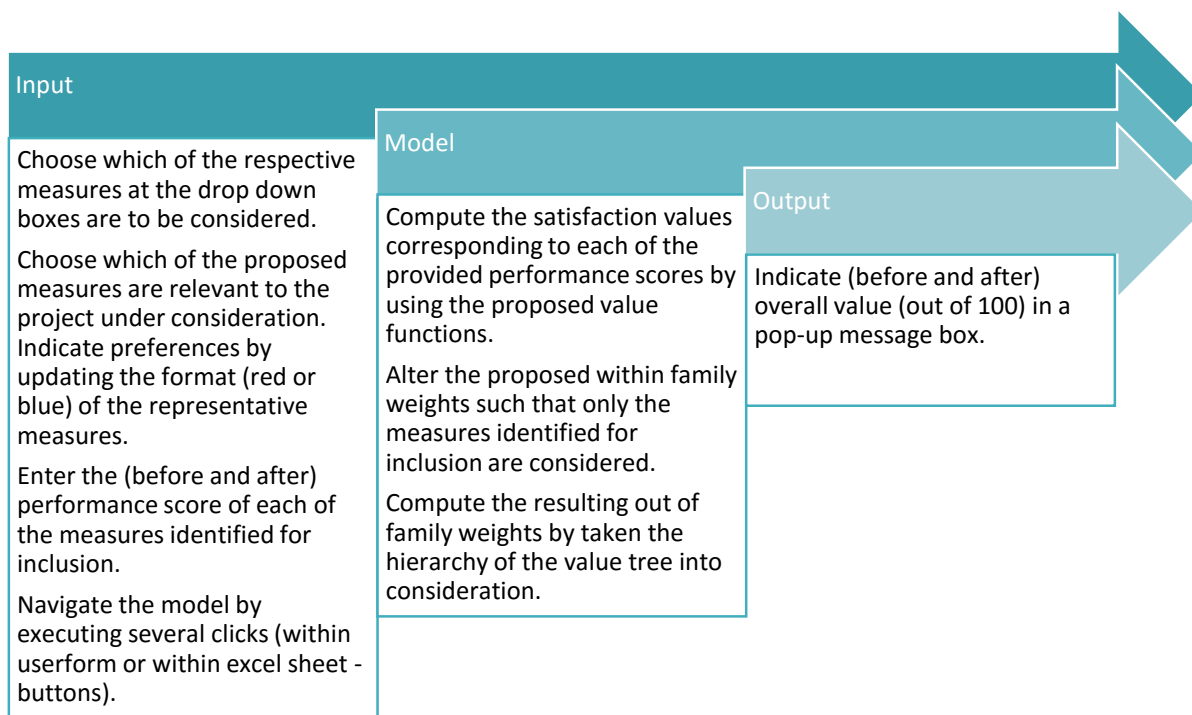 Input
Choose which of the respective
measures at the drop down
boxes are to be considered.
Choose which of the proposed
measures are relevant to the
project under consideration.
Indicate preferences by
updating the format (red or
blue) of the representative
measures.
Enter the (before and after)
performance score of each of
the measures identified for
inclusion.
Navigate the model by
executing several clicks (within
userform or within excel sheet -
buttons).
Model
Compute the satisfaction values
corresponding to each of the
provided performance scores by
using the proposed value
functions.
Alter the proposed within family
weights such that only the
measures identified for
inclusion are considered.
Compute the resulting out of
family weights by taken the
hierarchy of the value tree into
consideration.
Output
Indicate (before and after)
overall value (out of 100) in a
pop-up message box.